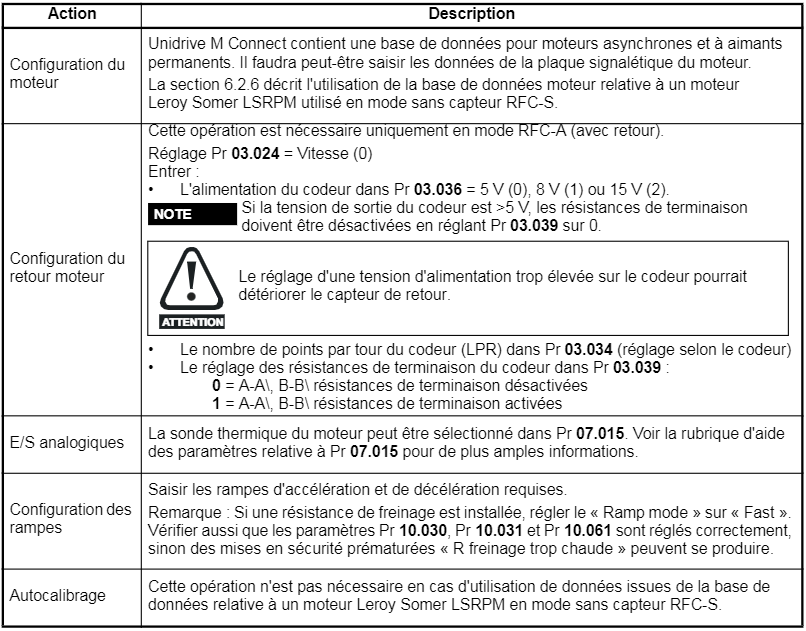 Action
Description
Configuration du
moteur
Unidrive M Connect contient une base de données pour moteurs asynchrones et à aimants
permanents. Il faudra peut-être saisir les données de la plaque signalétique du moteur.
La section 6.2.6 décrit l'utilisation de la base de données moteur relative à un moteur
Leroy Somer LSRPM utilisé en mode sans capteur RFC-S.
Configuration du
retour moteur
Cette opération est nécessaire uniquement en mode RFC-A (avec retour).
Réglage Pr 03.024 = Vitesse (0)
Entrer :
• L'alimentation du codeur dans Pr 03.036 = 5 V (0), 8 V (1) ou 15 V (2).
NOTE
Si la tension de sortie du codeur est >5 V, les résistances de terminaison
doivent être désactivées en réglant Pr 03.039 sur 0.
Le réglage d'une tension d'alimentation trop élevée sur le codeur pourrait
détériorer le capteur de retour.
ATTENTION
• Le nombre de points par tour du codeur (LPR) dans Pr 03.034 (réglage selon le codeur)
• Le réglage des résistances de terminaison du codeur dans Pr 03.039 :
0 = A-A\, B-B\ résistances de terminaison désactivées
1 = A-A\, B-B\ résistances de terminaison activées
E/S analogiques
La sonde thermique du moteur peut être sélectionné dans Pr 07.015. Voir la rubrique d'aide
des paramètres relative à Pr 07.015 pour de plus amples informations.
Configuration des
rampes
Saisir les rampes d'accélération et de décélération requises.
Remarque : Si une résistance de freinage est installée, régler le « Ramp mode » sur « Fast ».
Vérifier aussi que les paramètres Pr 10.030, Pr 10.031 et Pr 10.061 sont réglés correctement,
sinon des mises en sécurité prématurées « R freinage trop chaude » peuvent se produire.
Autocalibrage
Cette opération n'est pas nécessaire en cas d'utilisation de données issues de la base de
données relative à un moteur Leroy Somer LSRPM en mode sans capteur RFC-S.